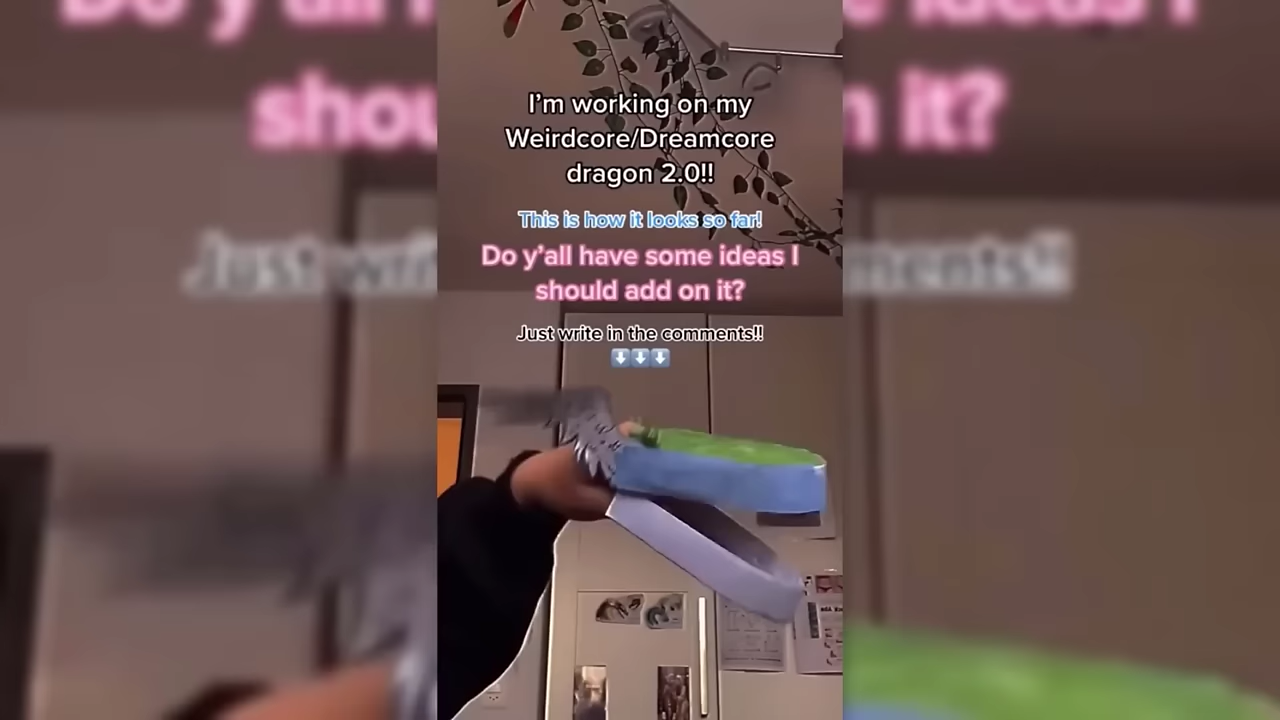 I'm working on my
Weirdcore/Dreamcore
dragon 2.0!!
This is how it looks so far!
Do y'all have some ideas I
should add on it?
Just write in the comments!!